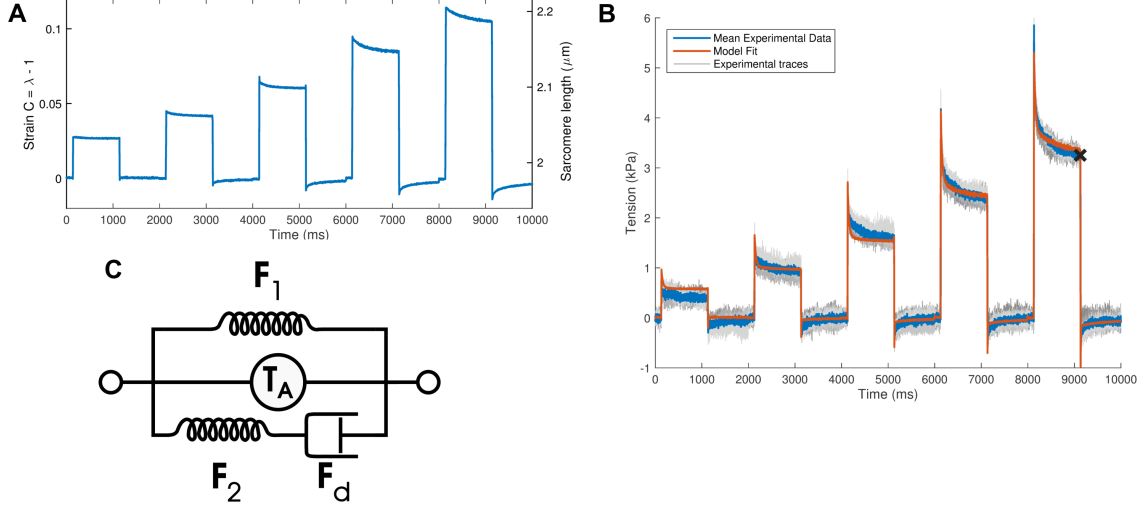 A
0.1
0.05
0
Strain C = λ - 1
2.2
2.1
2
Sarcomere length (μm)
0 1000 2000 3000 4000 5000 6000 7000 8000 9000 10000
Time (ms)
B
Mean Experimental Data
Model Fit
Experimental traces
6
5
4
3
2
1
0
-1
Tension (kPa)
0 1000 2000 3000 4000 5000 6000 7000 8000 9000 10000
Time (ms)
C
F1
TA
F2
Fd